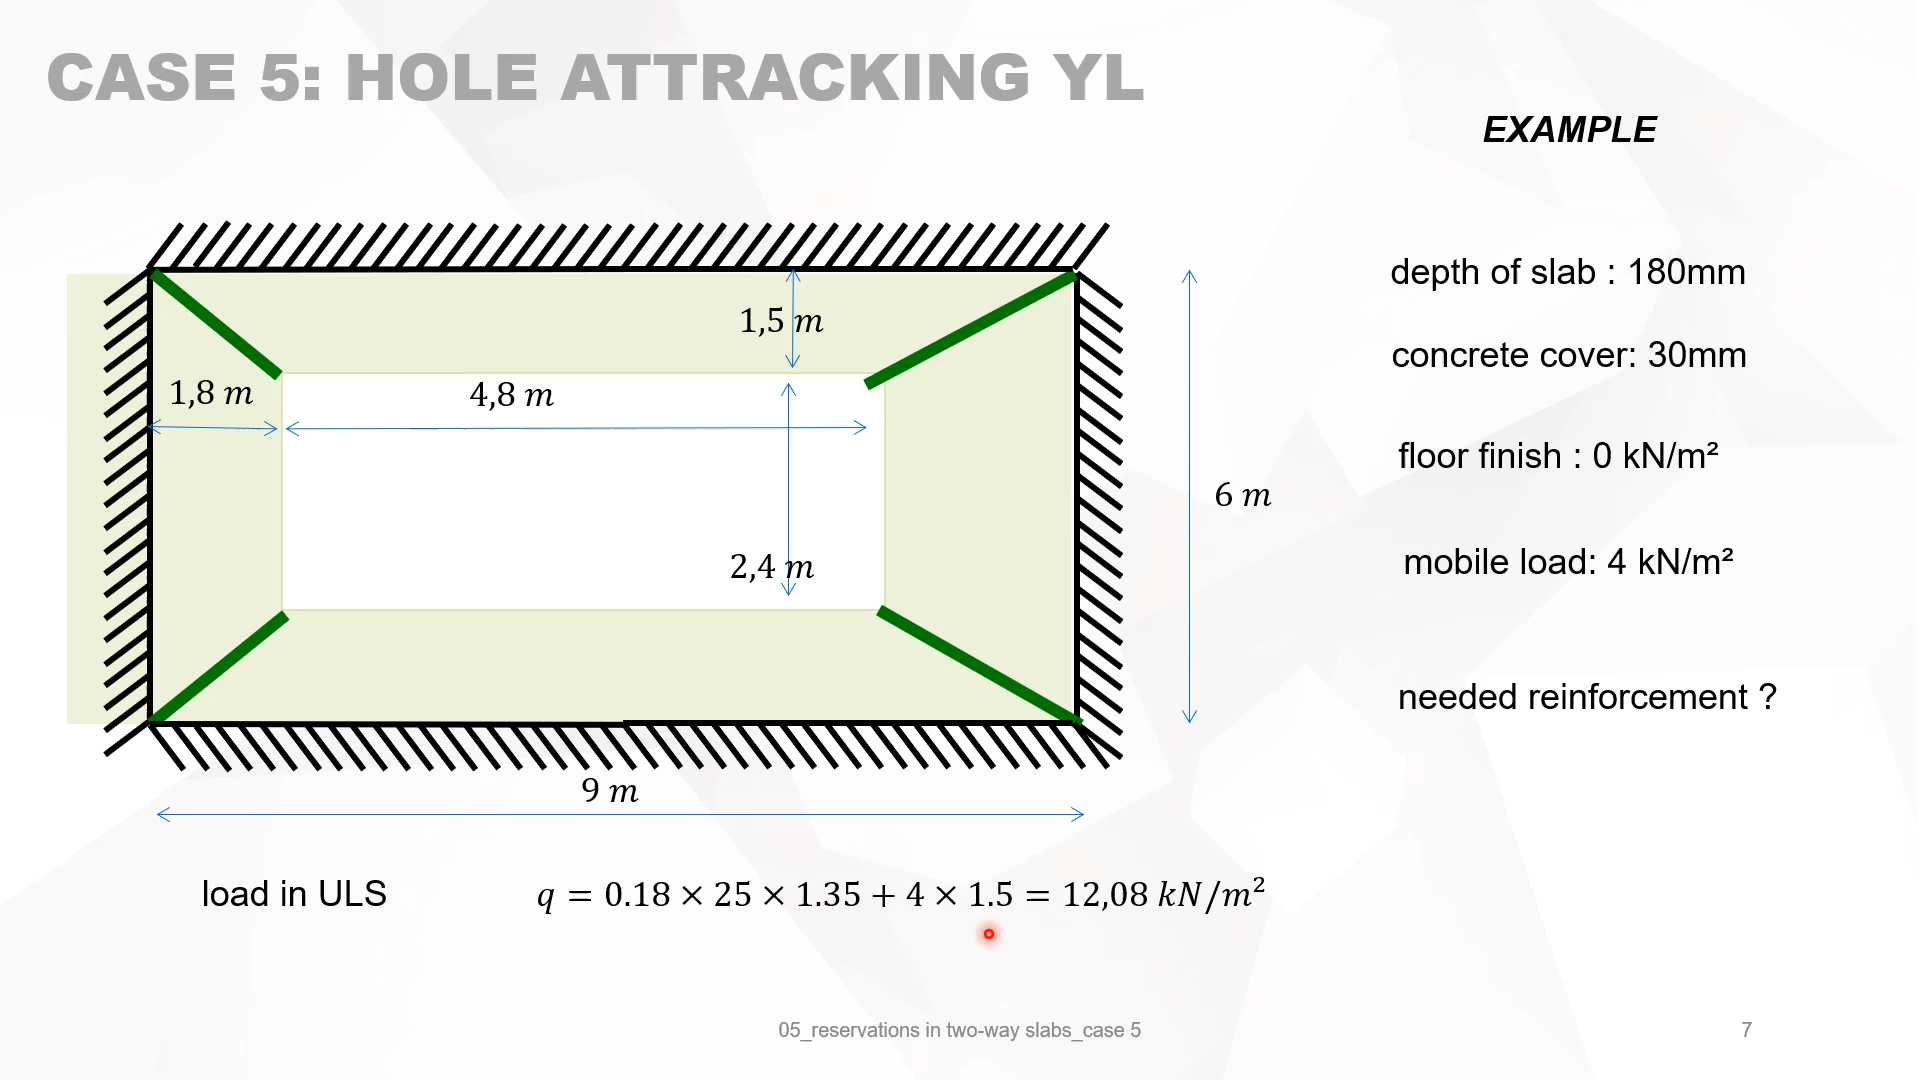 CASE 5: HOLE ATTRACKING YL
EXAMPLE
depth of slab : 180mm
1,5 m
concrete cover: 30mm
1,8 m
4,8 m
floor finish : 0 kN/m²
6 m
2,4 m
mobile load: 4 kN/m²
needed reinforcement ?
9 m
load in ULS
q = 0.18 × 25 × 1.35 + 4 × 1.5 = 12,08 kN/m²
05_reservations in two-way slabs_case 5
7